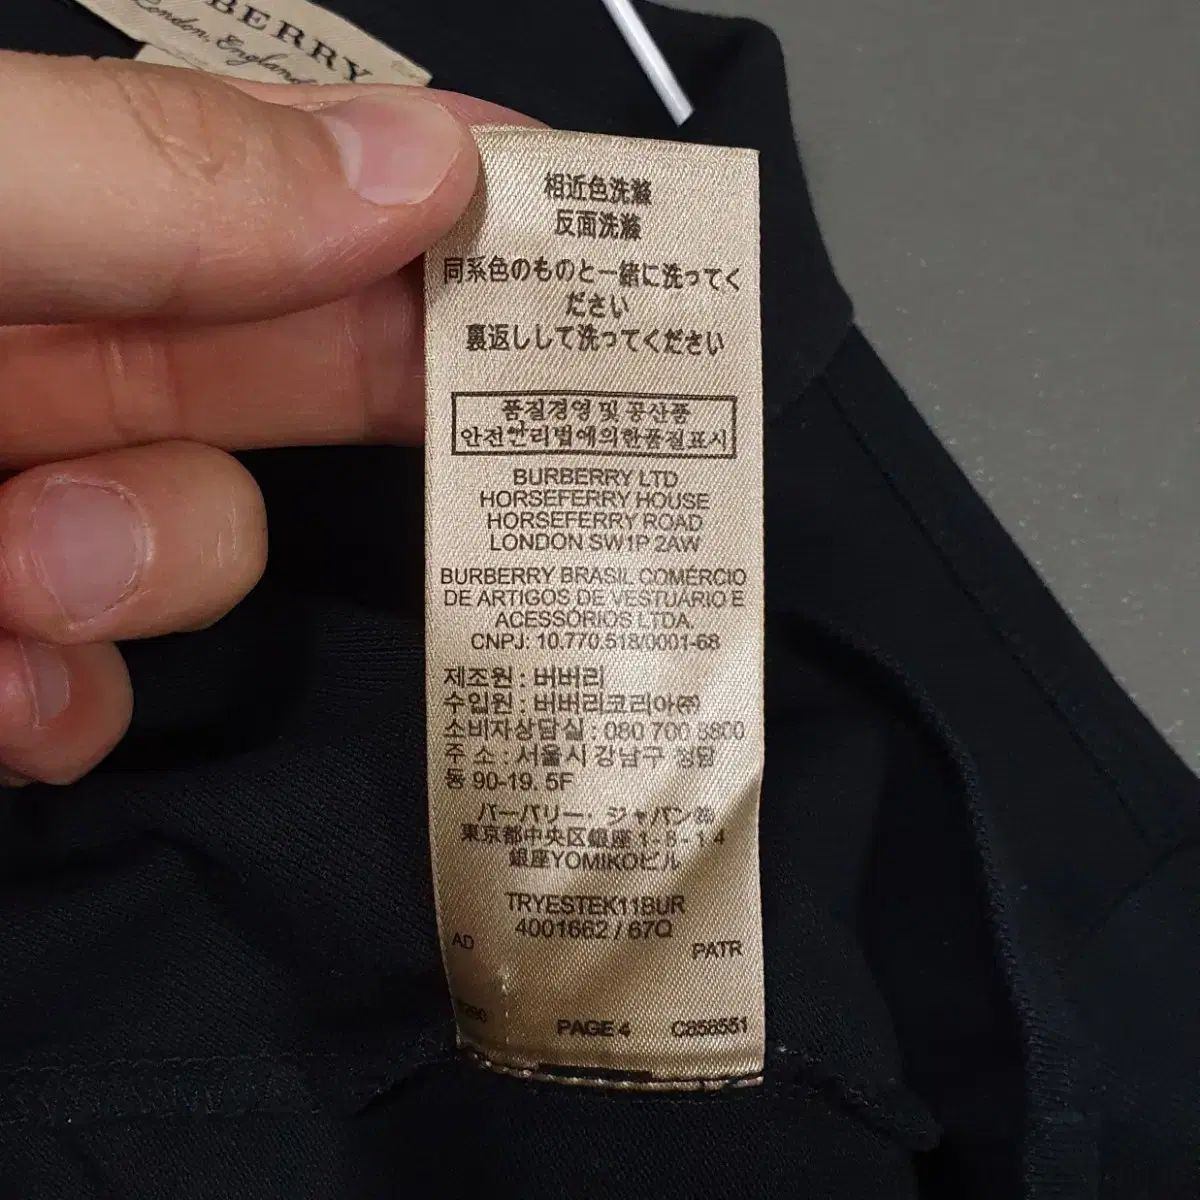 BERRY
London, England
相近色洗滌
反面洗滌
同系色のものと一緒に洗ってく
ださい
裏返しして洗ってください
품질경영 및 공산품
안전관리법에의한품질표시
BURBERRY LTD
HORSEFERRY HOUSE
HORSEFERRY ROAD
LONDON SW1P 2AW
BURBERRY BRASIL COMÉRCIO
DE ARTIGOS DE VESTUARIO E
ACESSORIOS LTDA.
CNPJ: 10.770.518/0001-68
제조원 : 버버리
수입원 : 버버리코리아㈜
소비자상담실 : 080 700 8800
주 소 : 서울시 강남구 청담
동 90-19. 5F
バーバリー・ジャパン㈱
東京都中央区銀座1-8-14
銀座YOMIKOビル
TRYESTEK11BUR
4001662 / 67Q
AD
PATR
PAGE 4
C858551